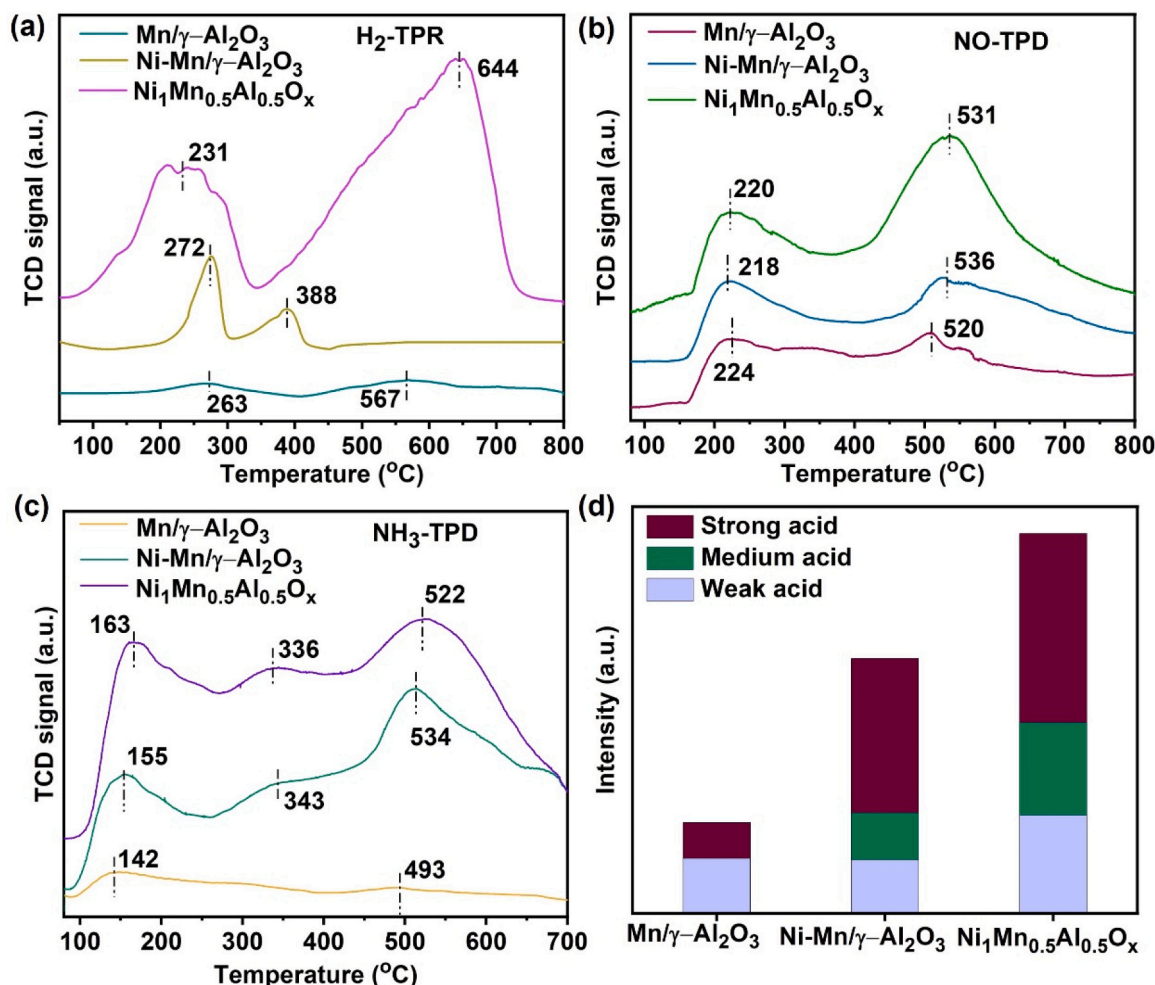 (a)
Mn/γ–Al₂O₃
Ni-Mn/γ–Al₂O₃
Ni₁Mn₀.₅Al₀.₅Oₓ
H₂-TPR
644
231
272
388
263
567
TCD signal (a.u.)
100 200 300 400 500 600 700 800
Temperature (°C)
(b)
Mn/γ–Al₂O₃
Ni-Mn/γ–Al₂O₃
Ni₁Mn₀.₅Al₀.₅Oₓ
NO-TPD
531
220
218
536
520
224
TCD signal (a.u.)
100 200 300 400 500 600 700 800
Temperature (°C)
(c)
Mn/γ–Al₂O₃
Ni-Mn/γ–Al₂O₃
Ni₁Mn₀.₅Al₀.₅Oₓ
NH₃-TPD
163
336
522
155
343
534
142
493
TCD signal (a.u.)
100 200 300 400 500 600 700
Temperature (°C)
(d)
Strong acid
Medium acid
Weak acid
Intensity (a.u.)
Mn/γ–Al₂O₃ Ni-Mn/γ–Al₂O₃ Ni₁Mn₀.₅Al₀.₅Oₓ